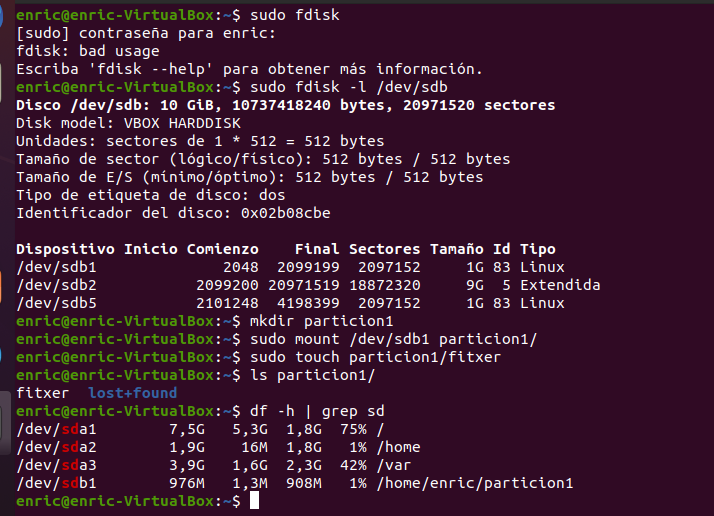 enric@enric-VirtualBox:~$ sudo fdisk
[sudo] contraseña para enric:
fdisk: bad usage
Escriba 'fdisk --help' para obtener más información.
enric@enric-VirtualBox:~$ sudo fdisk -l /dev/sdb
Disco /dev/sdb: 10 GiB, 10737418240 bytes, 20971520 sectores
Disk model: VBOX HARDDISK
Unidades: sectores de 1 * 512 = 512 bytes
Tamaño de sector (lógico/físico): 512 bytes / 512 bytes
Tamaño de E/S (mínimo/óptimo): 512 bytes / 512 bytes
Tipo de etiqueta de disco: dos
Identificador del disco: 0x02b08cbe
Dispositivo Inicio Comienzo    Final Sectores Tamaño Id Tipo
/dev/sdb1              2048  2099199  2097152     1G 83 Linux
/dev/sdb2           2099200 20971519 18872320     9G  5 Extendida
/dev/sdb5           2101248  4198399  2097152     1G 83 Linux
enric@enric-VirtualBox:~$ mkdir particion1
enric@enric-VirtualBox:~$ sudo mount /dev/sdb1 particion1/
enric@enric-VirtualBox:~$ sudo touch particion1/fitxer
enric@enric-VirtualBox:~$ ls particion1/
fitxer  lost+found
enric@enric-VirtualBox:~$ df -h | grep sd
/dev/sda1        7,5G   5,3G  1,8G  75% /
/dev/sda2        1,9G    16M  1,8G   1% /home
/dev/sda3        3,9G   1,6G  2,3G  42% /var
/dev/sdb1        976M   1,3M  908M   1% /home/enric/particion1
enric@enric-VirtualBox:~$